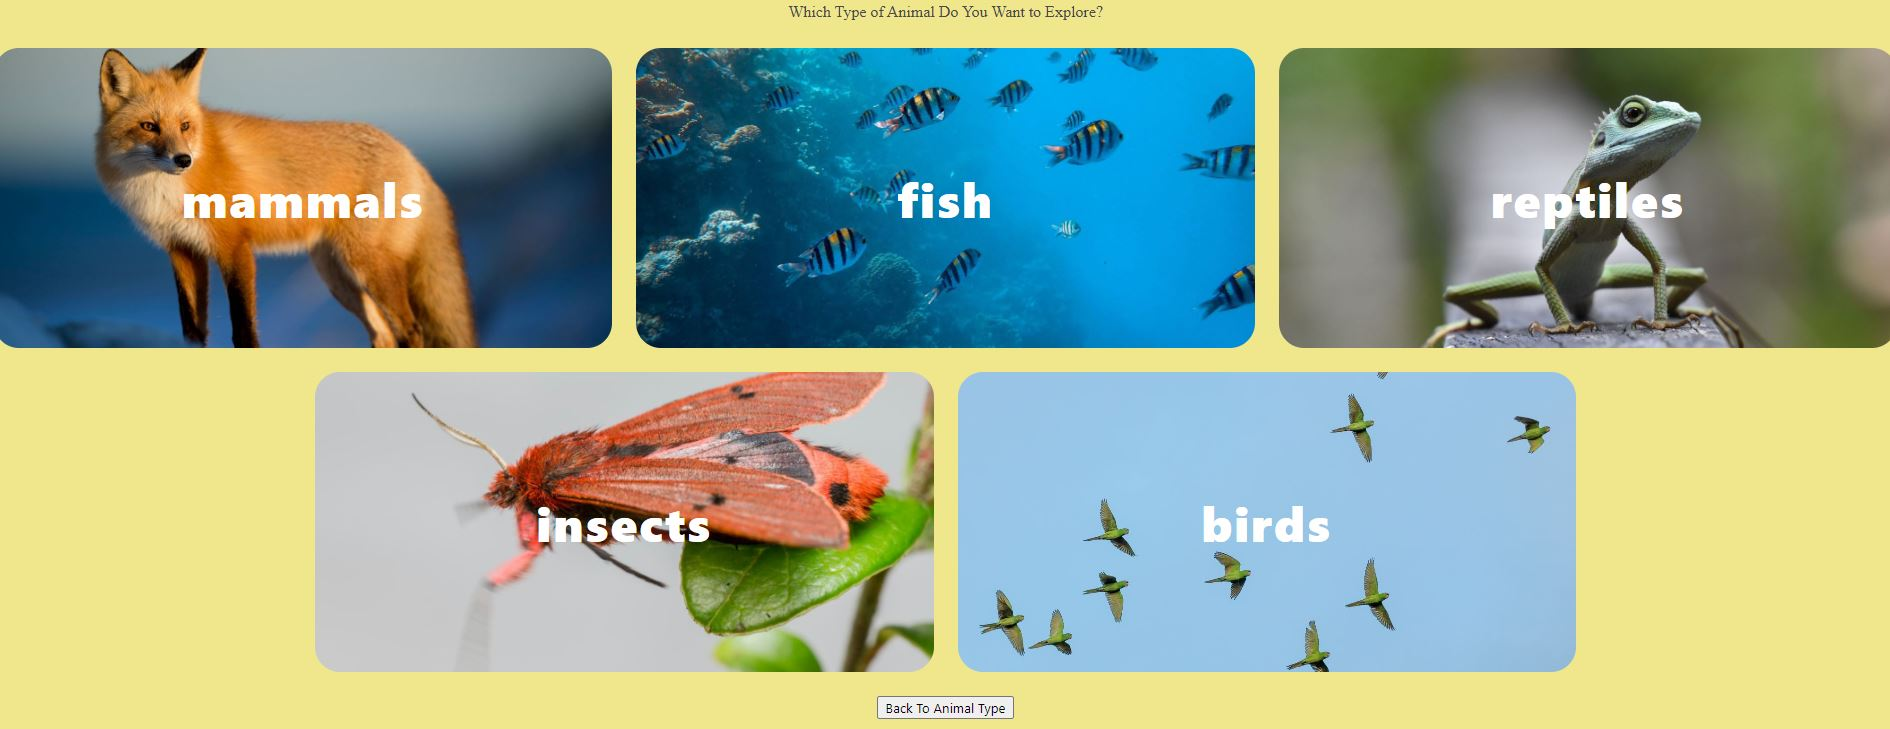 Which Type of Animal Do You Want to Explore?
mammals
fish
reptiles
insects
birds
Back To Animal Type